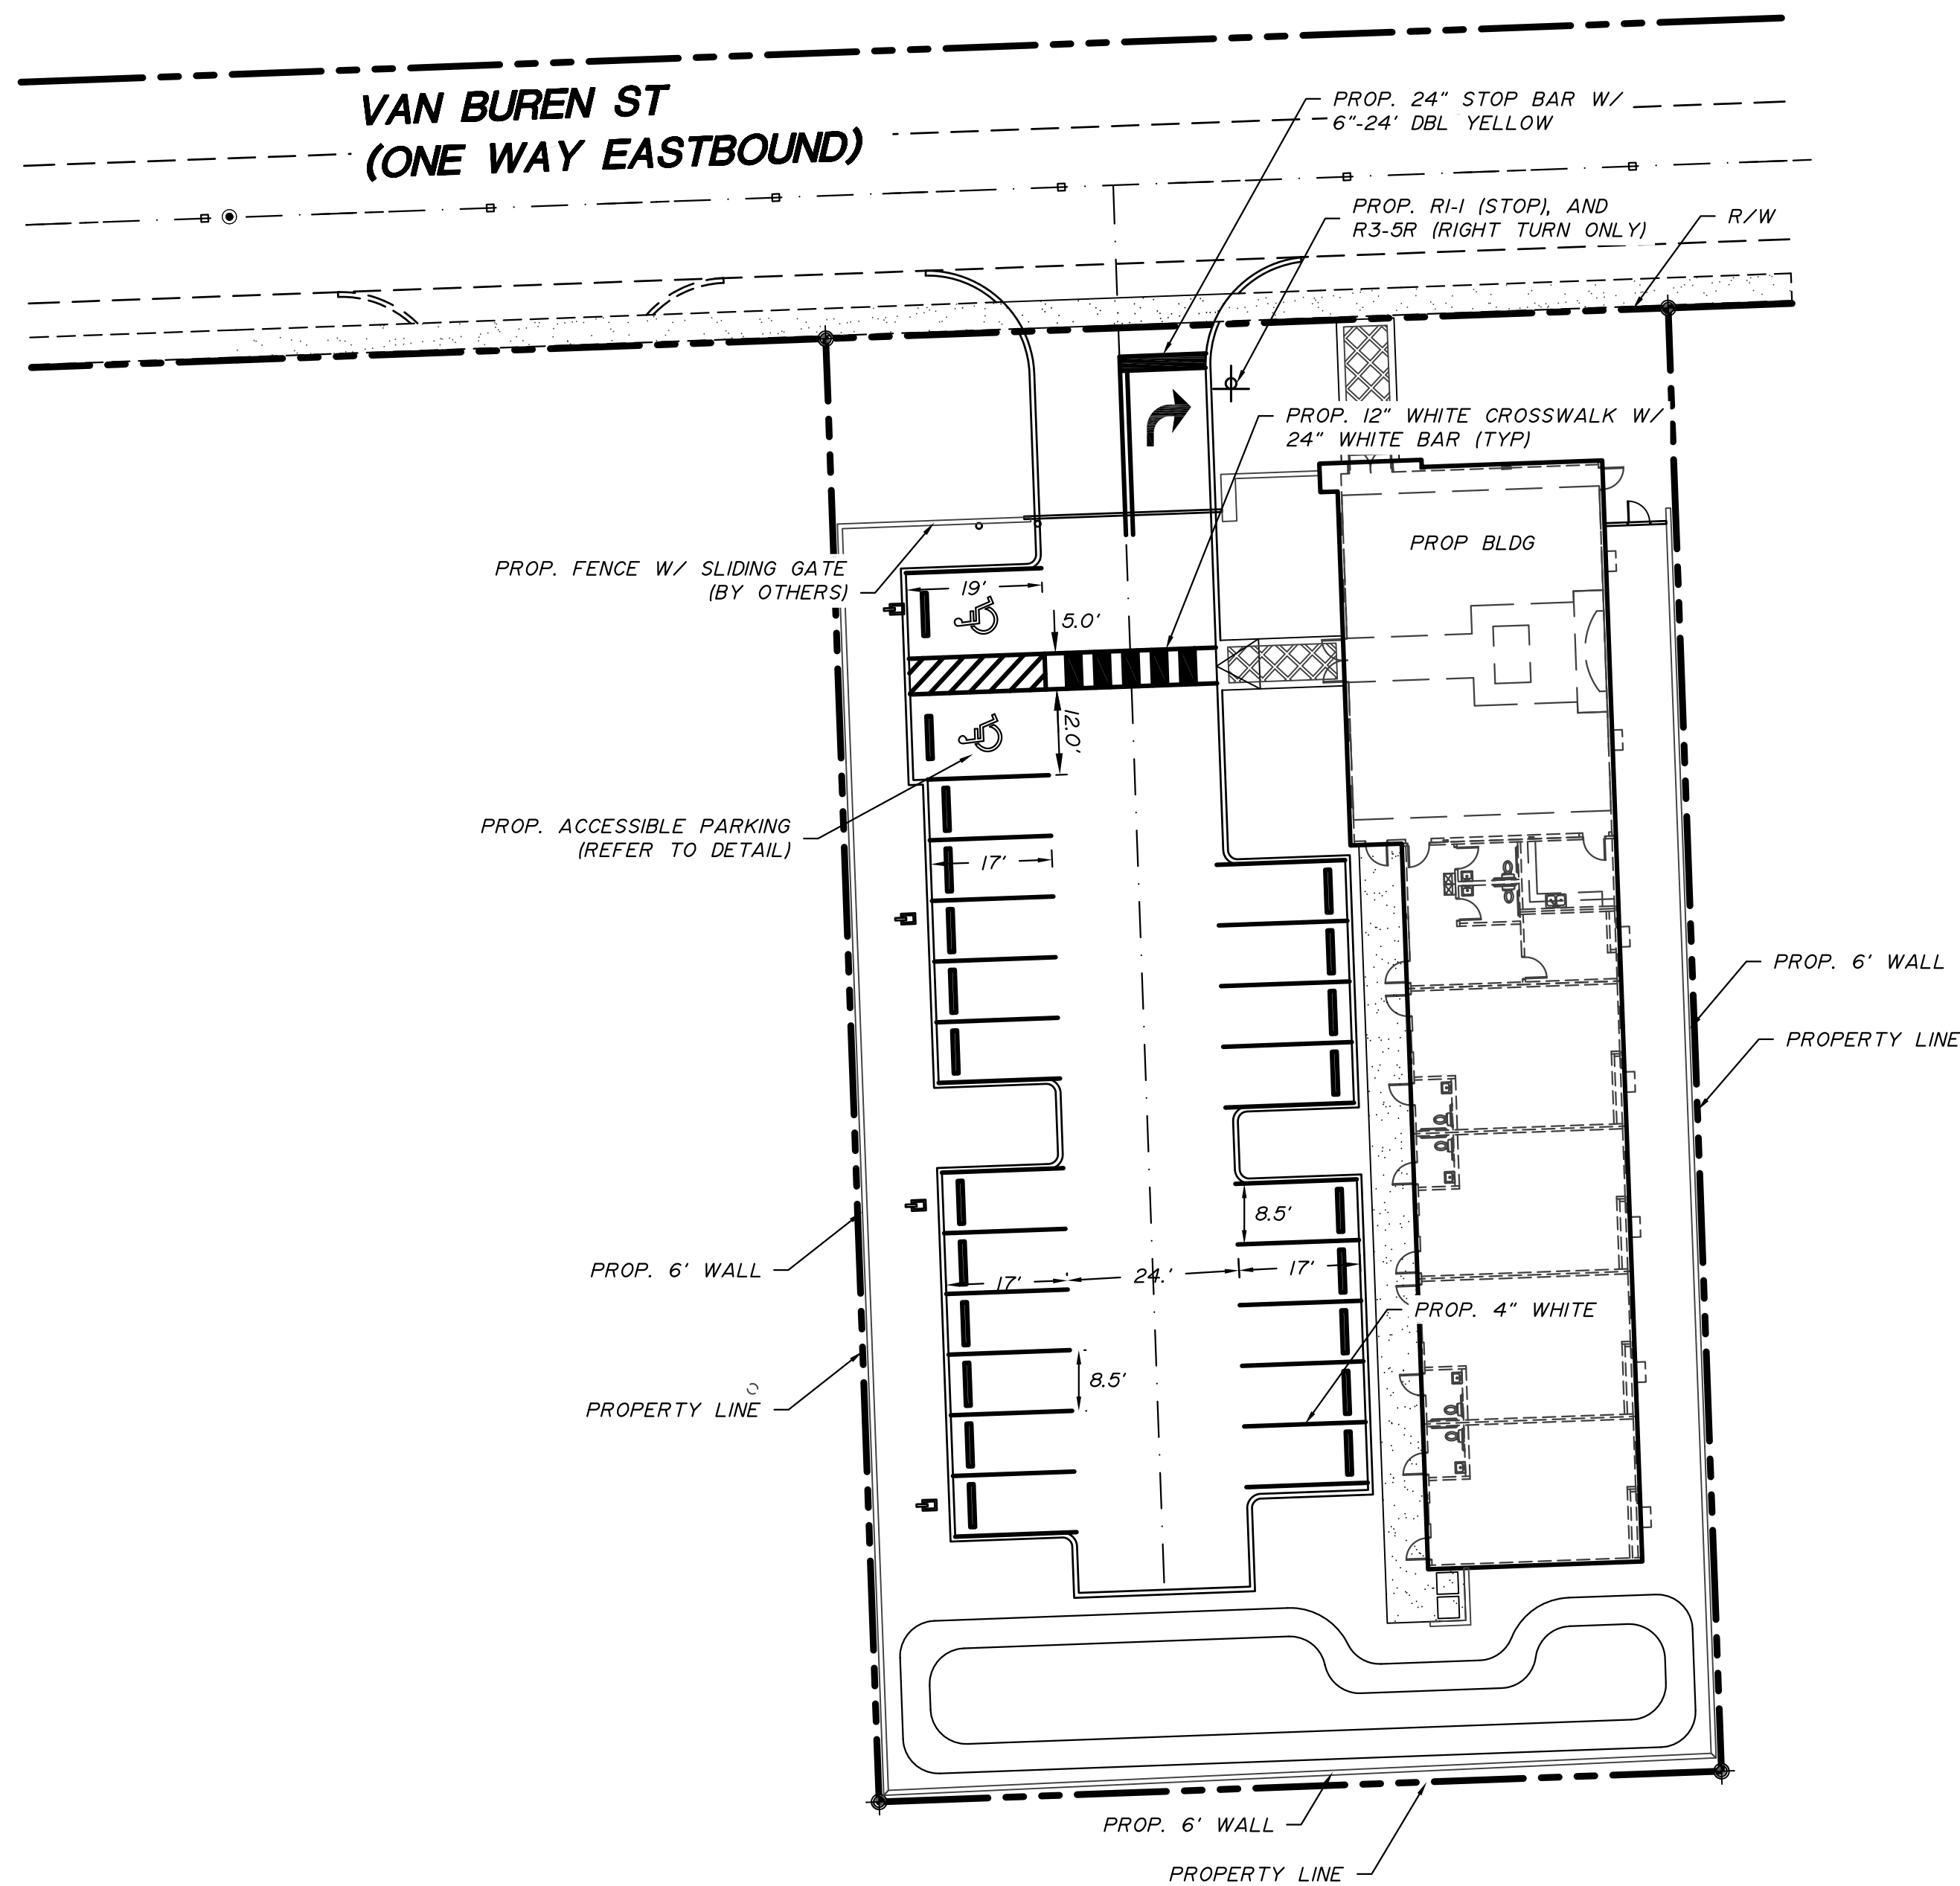 VAN BUREN ST
(ONE WAY EASTBOUND)
PROP. 24" STOP BAR W/
6"-24' DBL YELLOW
PROP. R1-1 (STOP), AND
R3-5R (RIGHT TURN ONLY)
R/W
PROP. 12" WHITE CROSSWALK W/
24" WHITE BAR (TYP)
PROP BLDG
PROP. FENCE W/ SLIDING GATE
(BY OTHERS)
19'
5.0'
12.0'
PROP. ACCESSIBLE PARKING
(REFER TO DETAIL)
17'
PROP. 6' WALL
PROPERTY LINE
8.5'
PROP. 6' WALL
17'
24.'
17'
PROP. 4" WHITE
8.5'
PROPERTY LINE
PROP. 6' WALL
PROPERTY LINE